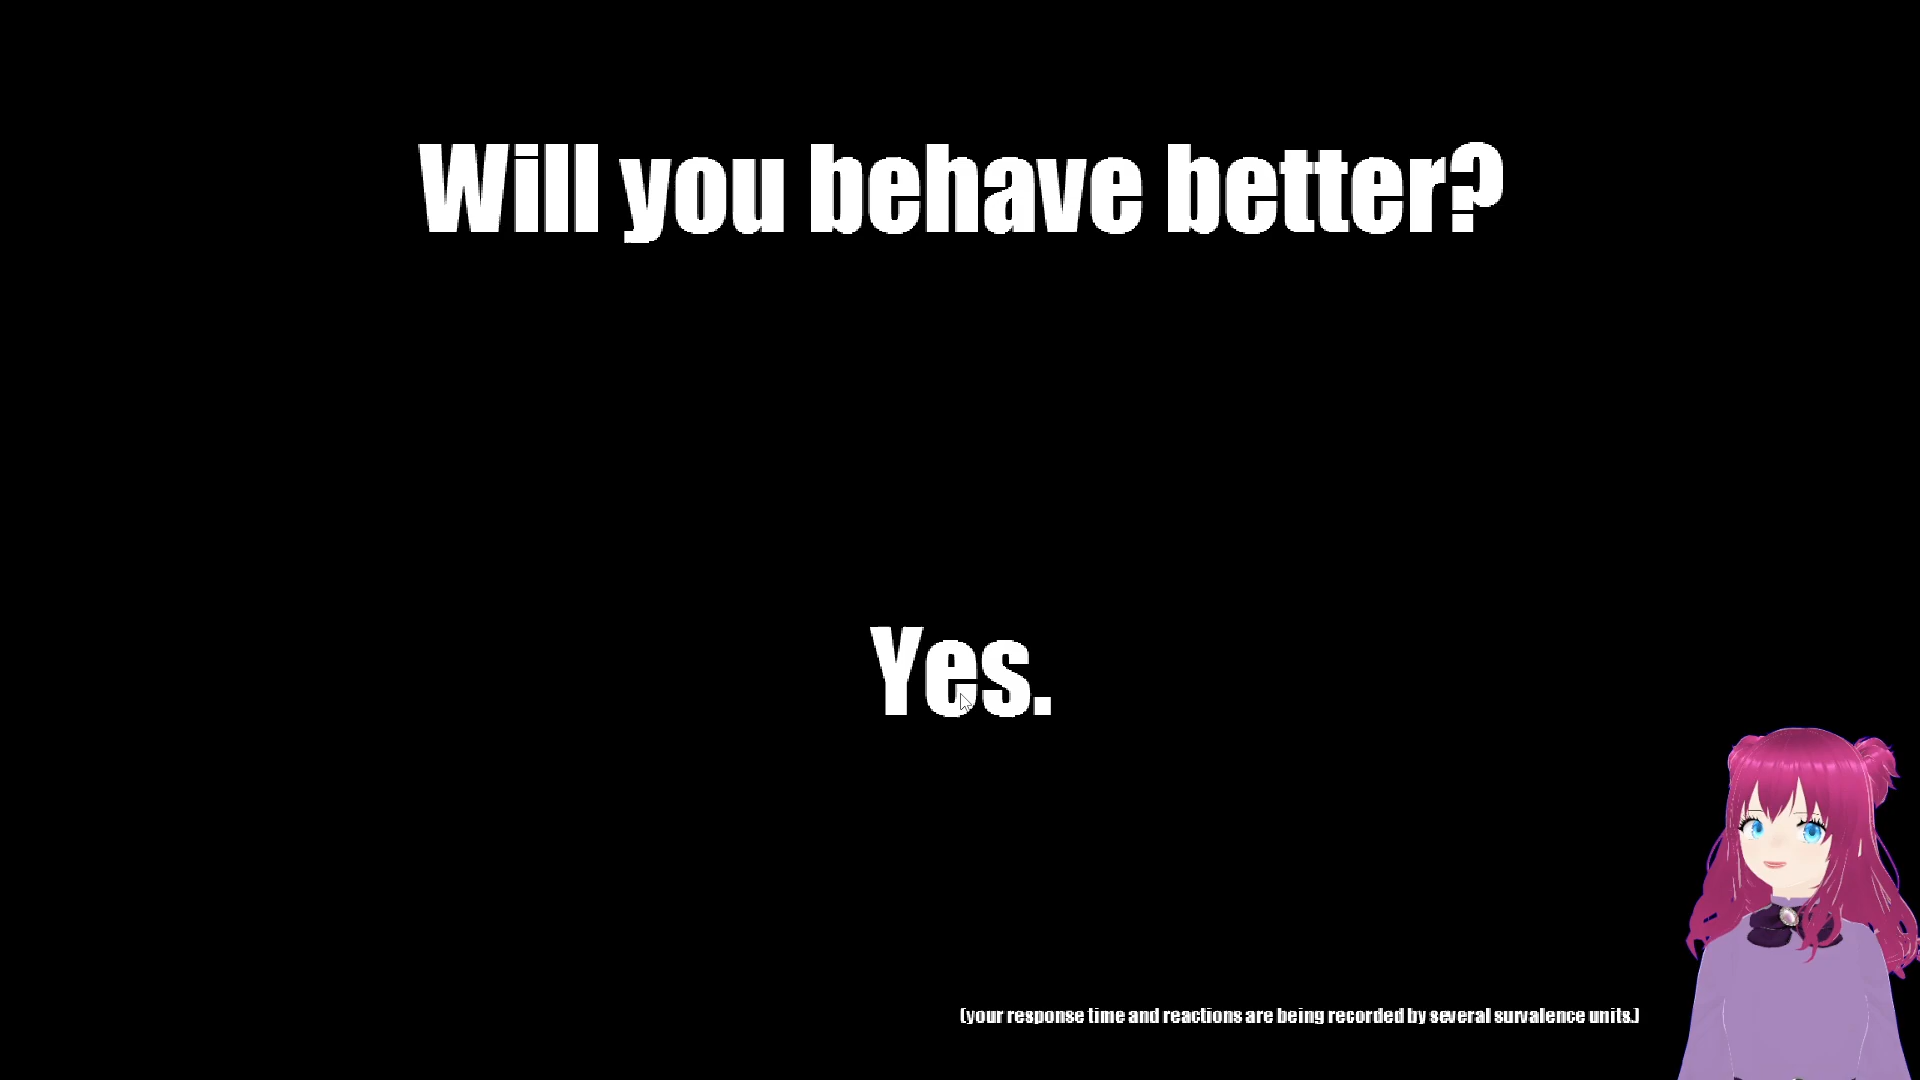 Will you behave better?
Yes.
(your response time and reactions are being recorded by several survalence units.)